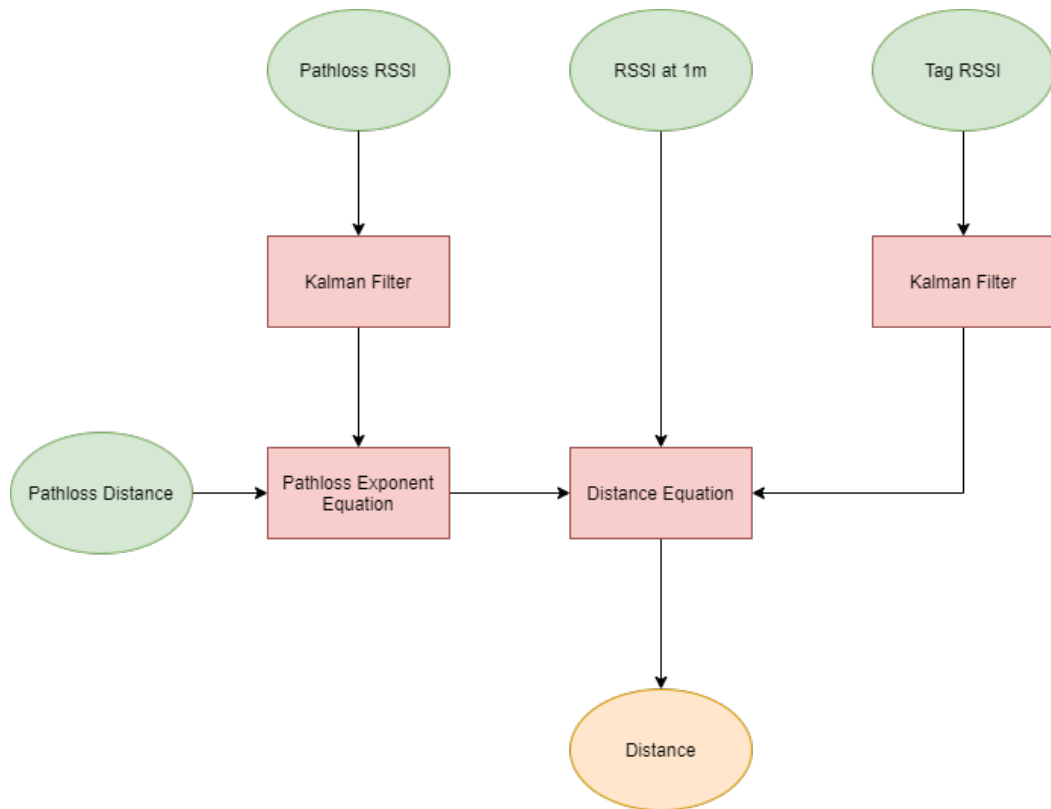 Pathloss RSSI
RSSI at 1m
Tag RSSI
Kalman Filter
Kalman Filter
Pathloss Distance
Pathloss Exponent
Equation
Distance Equation
Distance